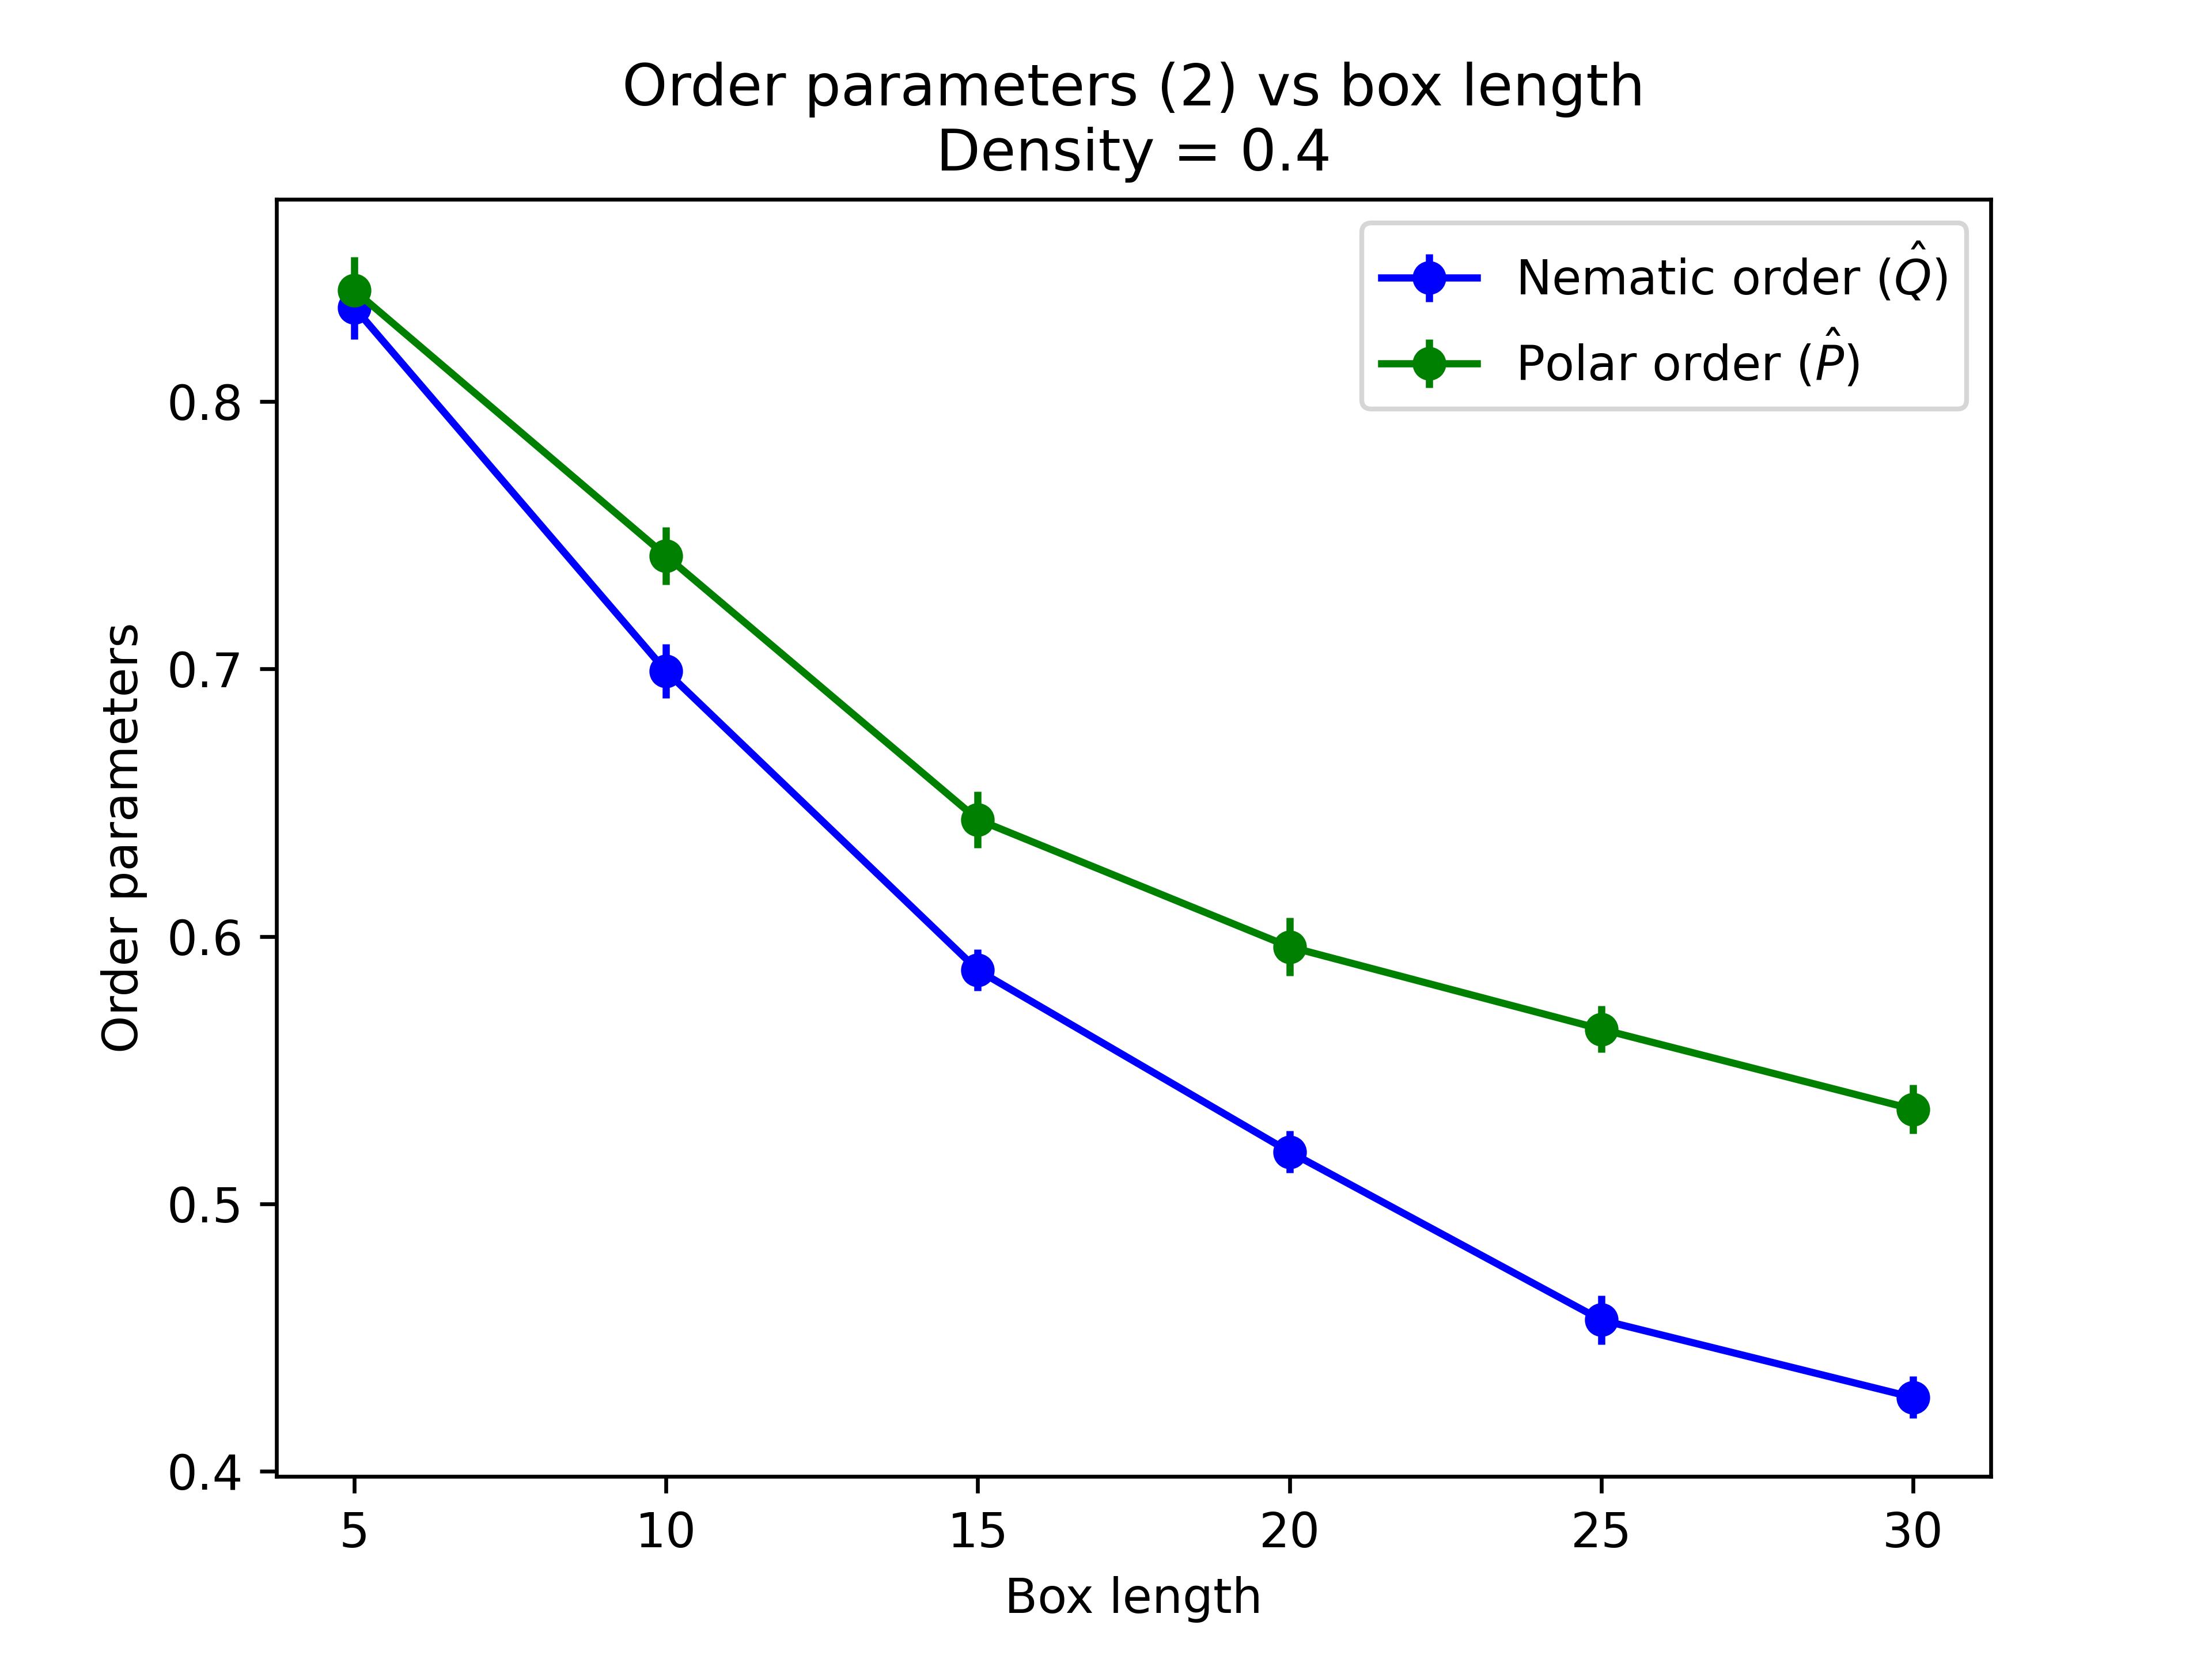 Order parameters (2) vs box length
Density = 0.4
Nematic order (Q̂)
Polar order (P̂)
Order parameters
0.8
0.7
0.6
0.5
0.4
5 10 15 20 25 30
Box length